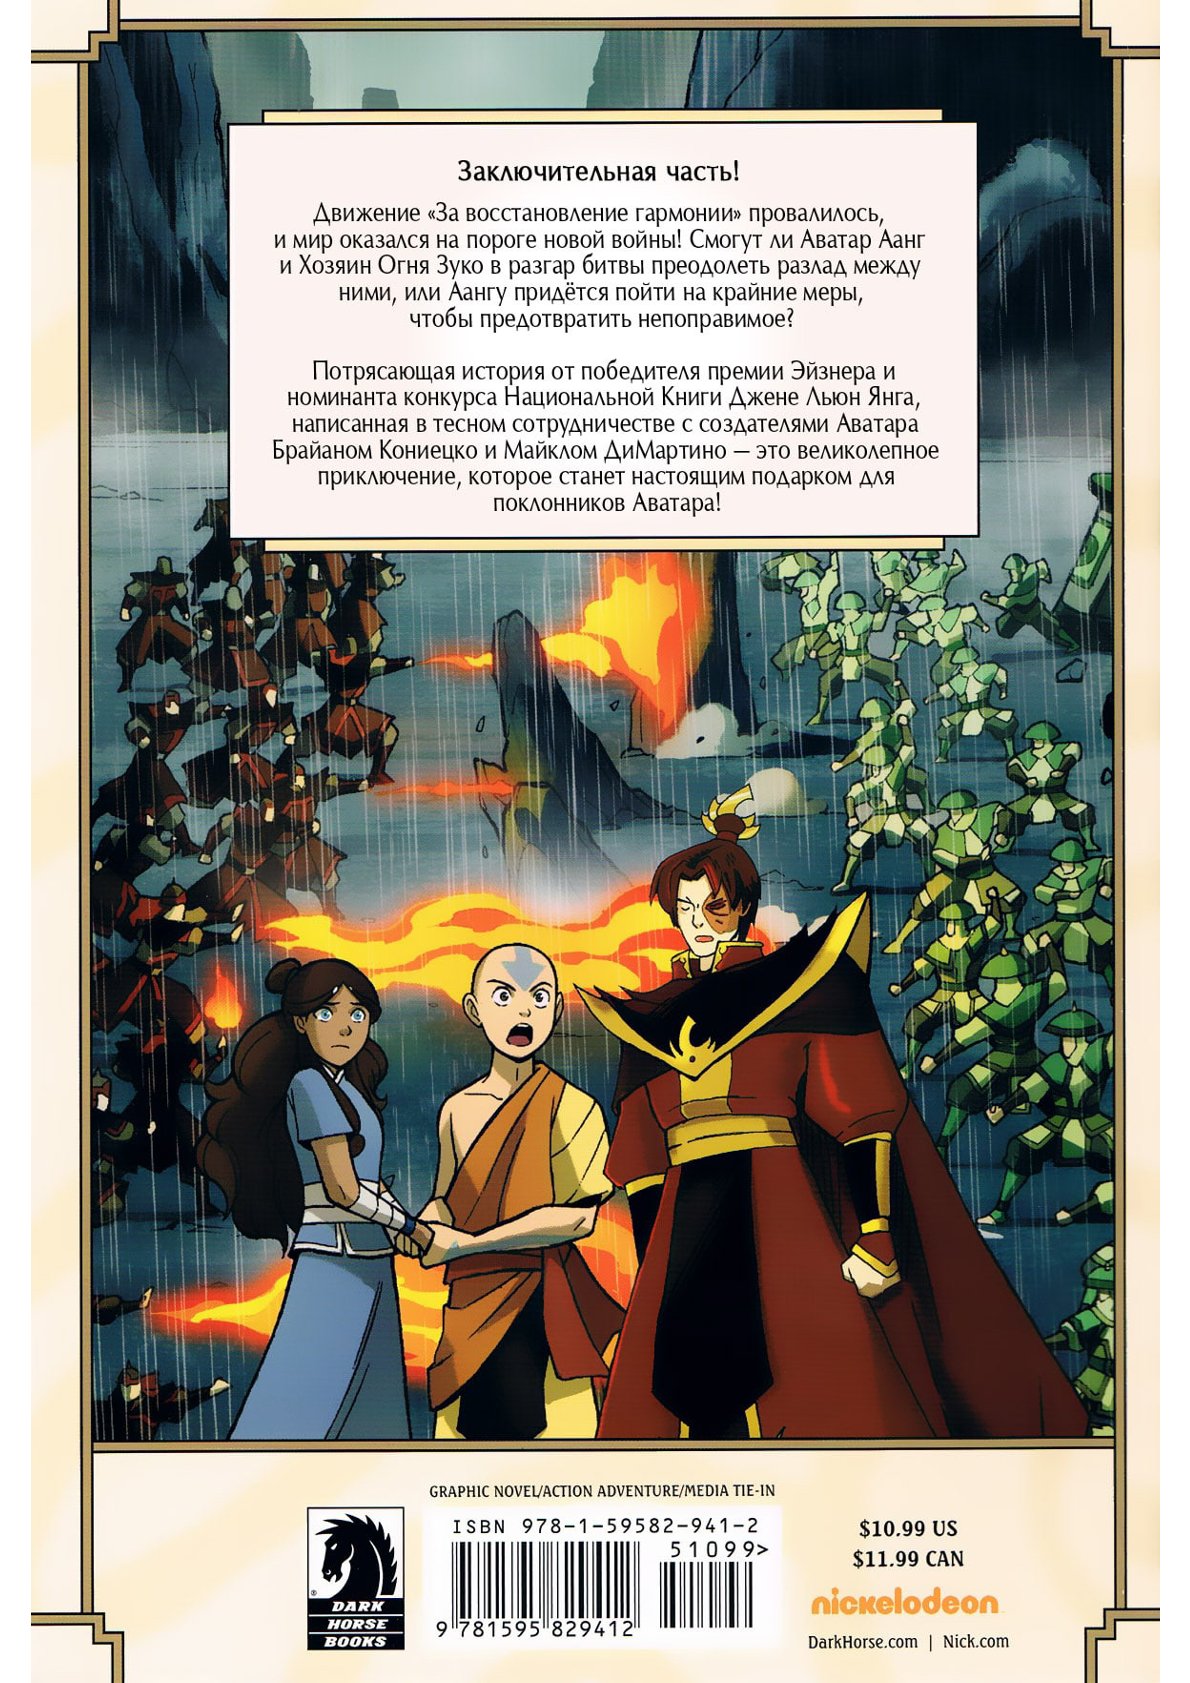 Заключительная часть!
Движение «За восстановление гармонии» провалилось,
и мир оказался на пороге новой войны! Смогут ли Аватар Аанг
и Хозяин Огня Зуко в разгар битвы преодолеть разлад между
ними, или Аангу придётся пойти на крайние меры,
чтобы предотвратить непоправимое?
Потрясающая история от победителя премии Эйзнера и
номинанта конкурса Национальной Книги Джене Льюн Янга,
написанная в тесном сотрудничестве с создателями Аватара
Брайаном Кониецко и Майклом ДиМартино — это великолепное
приключение, которое станет настоящим подарком для
поклонников Аватара!
GRAPHIC NOVEL/ACTION ADVENTURE/MEDIA TIE-IN
ISBN 978-1-59582-941-2
51099>
9 781595 829412
®
DARK
HORSE
BOOKS
$10.99 US
$11.99 CAN
nickelodeon
DarkHorse.com | Nick.com